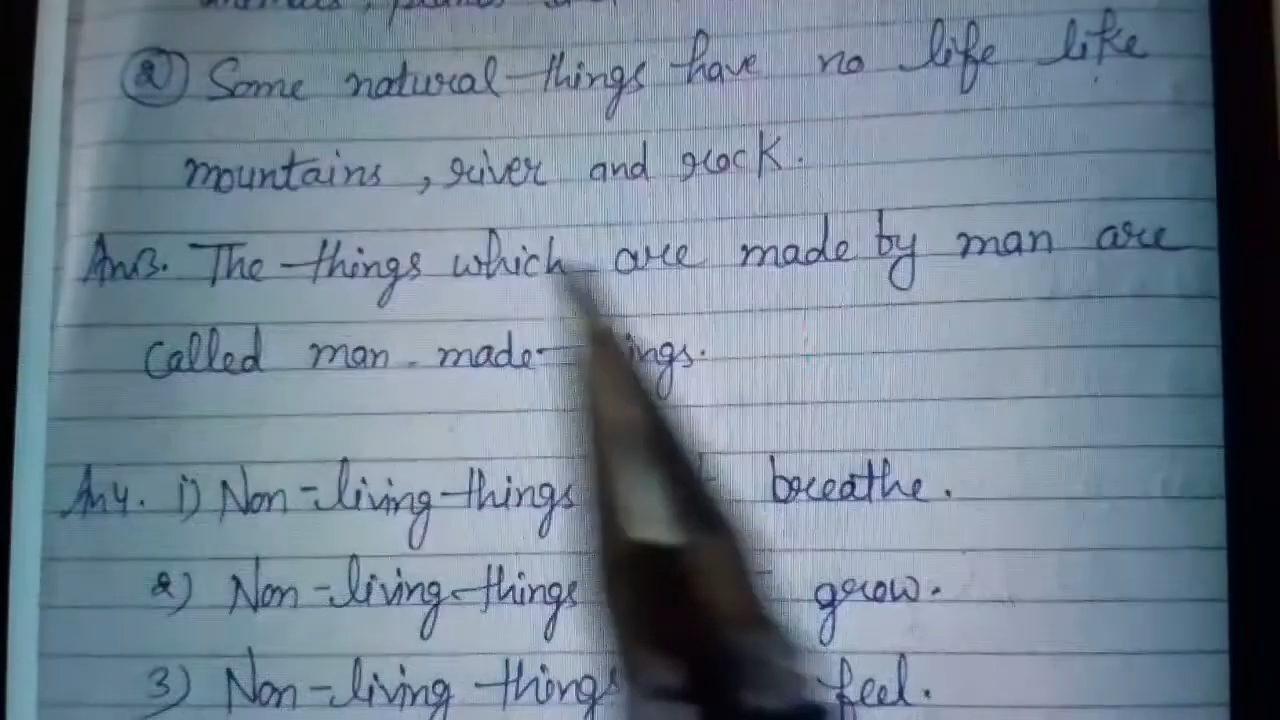 ② Some natural things have no life like
mountains, river and rock.
Ans3. The things which are made by man are
called man-made ings.
Ans4. i) Non-living things breathe.
2) Non-living things grow.
3) Non-living things feel.